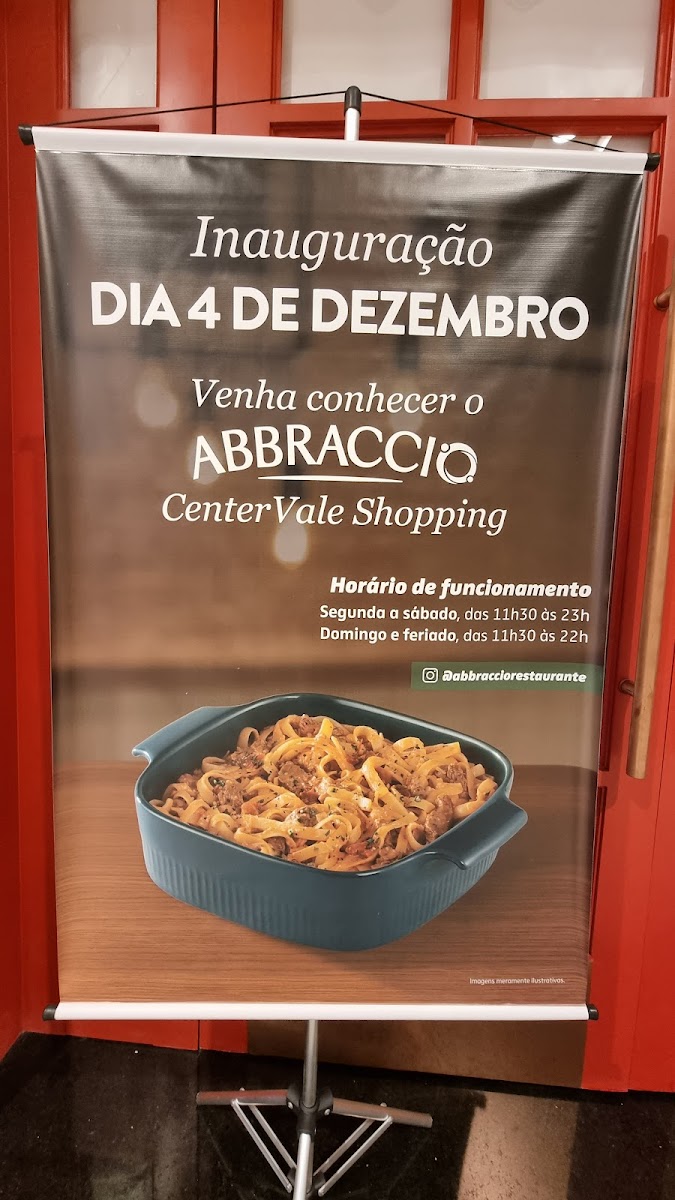 Inauguração
DIA 4 DE DEZEMBRO
Venha conhecer o
ABBRACCIO
CenterVale Shopping
Horário de funcionamento
Segunda a sábado, das 11h30 às 23h
Domingo e feriado, das 11h30 às 22h
@abbracciorestaurante
Imagens meramente ilustrativas.